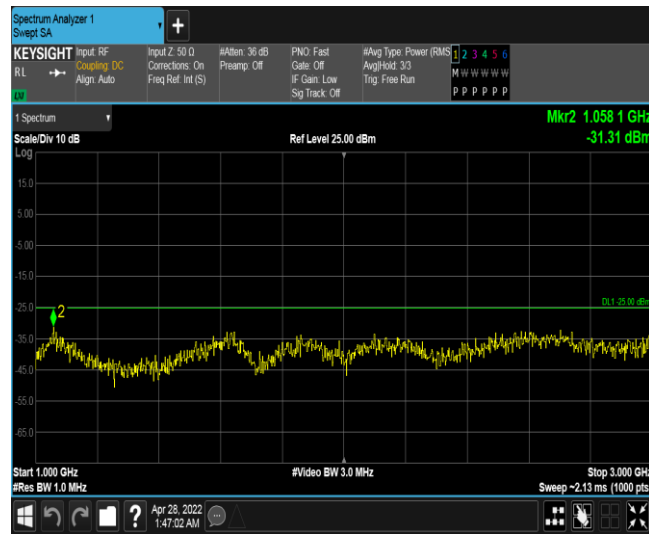 Spectrum Analyzer 1
Swept SA
+
KEYSIGHT
RL
Input: RF
Coupling: DC
Align: Auto
Input Z: 50 Ω
Corrections: On
Freq Ref: Int (S)
#Atten: 36 dB
Preamp: Off
PNO: Fast
Gate: Off
IF Gain: Low
Sig Track: Off
#Avg Type: Power (RMS
Avg|Hold: 3/3
Trig: Free Run
1 2 3 4 5 6
M W W W W W
P P P P P P
1 Spectrum
Mkr2 1.058 1 GHz
Scale/Div 10 dB
Ref Level 25.00 dBm
-31.31 dBm
Log
15.0
5.00
-5.00
-15.0
-25.0
DL1 -25.00 dBm
2
-35.0
-45.0
-55.0
-65.0
Start 1.000 GHz
#Video BW 3.0 MHz
Stop 3.000 GHz
#Res BW 1.0 MHz
Sweep ~2.13 ms (1000 pts
?
Apr 28, 2022
1:47:02 AM